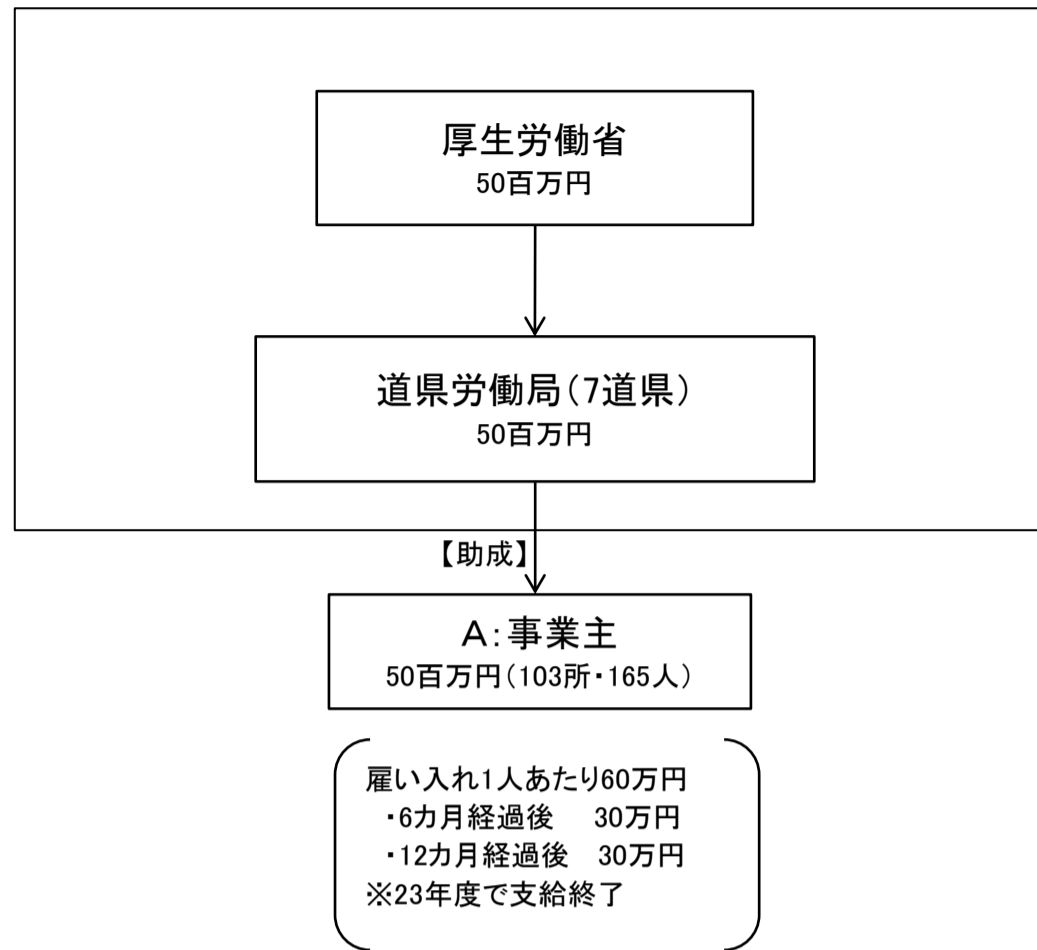 厚生労働省
50百万円
道県労働局(7道県)
50百万円
【助成】
A:事業主
50百万円(103所・165人)
雇い入れ1人あたり60万円
・6カ月経過後　30万円
・12カ月経過後　30万円
※23年度で支給終了